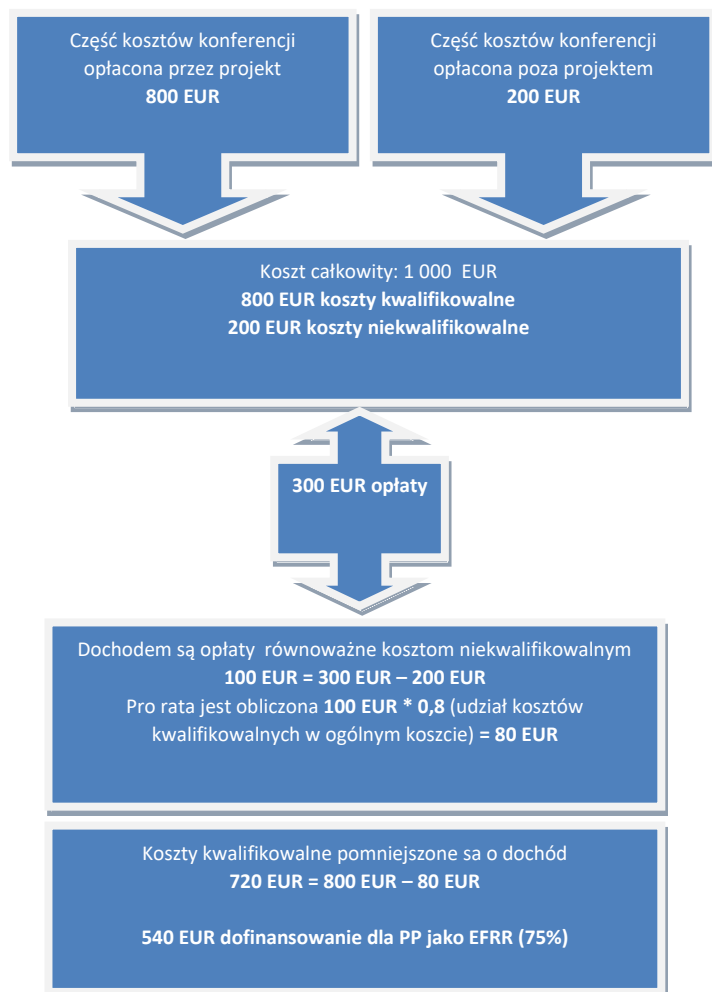 Część kosztów konferencji
opłacona przez projekt
800 EUR
Część kosztów konferencji
opłacona poza projektem
200 EUR
Koszt całkowity: 1 000 EUR
800 EUR koszty kwalifikowalne
200 EUR koszty niekwalifikowalne
300 EUR opłaty
Dochodem są opłaty równoważne kosztom niekwalifikowalnym
100 EUR = 300 EUR – 200 EUR
Pro rata jest obliczona 100 EUR * 0,8 (udział kosztów
kwalifikowalnych w ogólnym koszcie) = 80 EUR
Koszty kwalifikowalne pomniejszone sa o dochód
720 EUR = 800 EUR – 80 EUR
540 EUR dofinansowanie dla PP jako EFRR (75%)